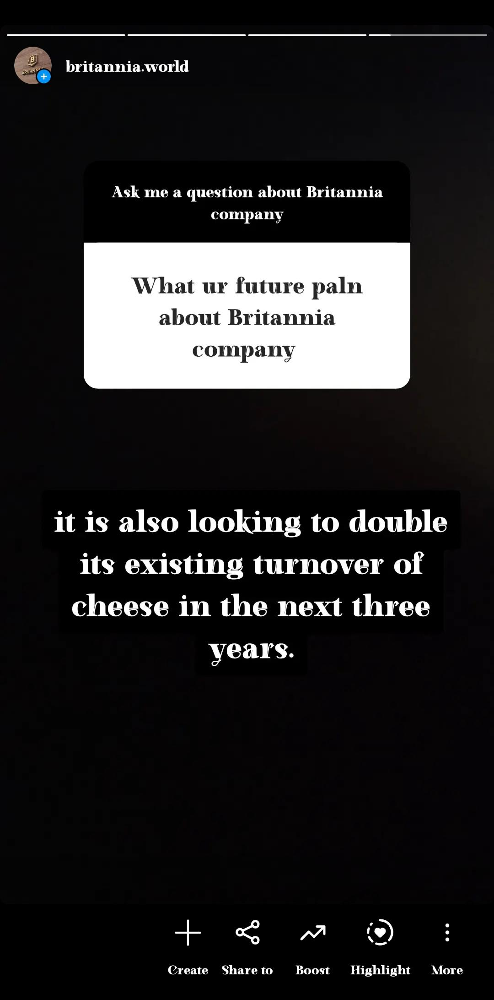 britannia.world
Ask me a question about Britannia
company
What ur future paln
about Britannia
company
it is also looking to double
its existing turnover of
cheese in the next three
years.
Create Share to Boost Highlight More